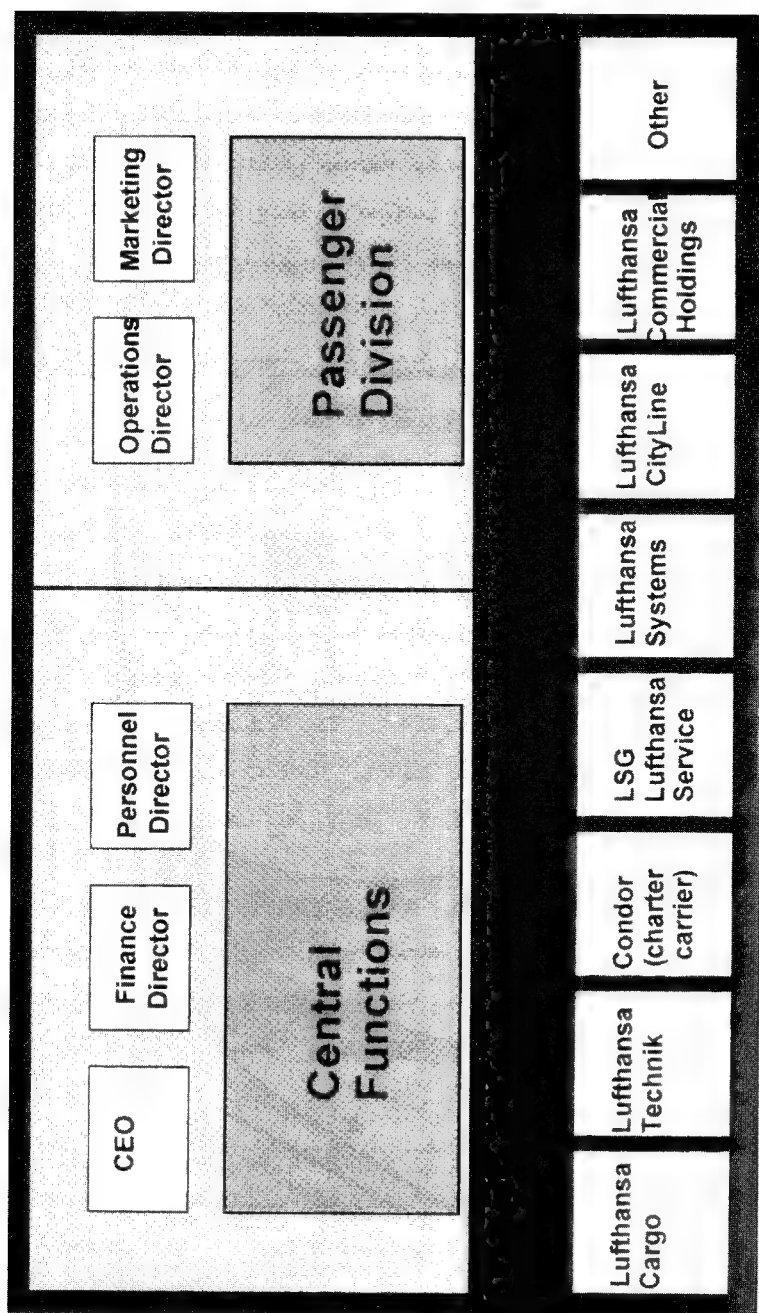 CEO
Finance
Director
Personnel
Director
Operations
Director
Marketing
Director
Central
Functions
Passenger
Division
Lufthansa
Cargo
Lufthansa
Technik
Condor
(charter
carrier)
LSG
Lufthansa
Service
Lufthansa
Systems
Lufthansa
CityLine
Lufthansa
Commercial
Holdings
Other